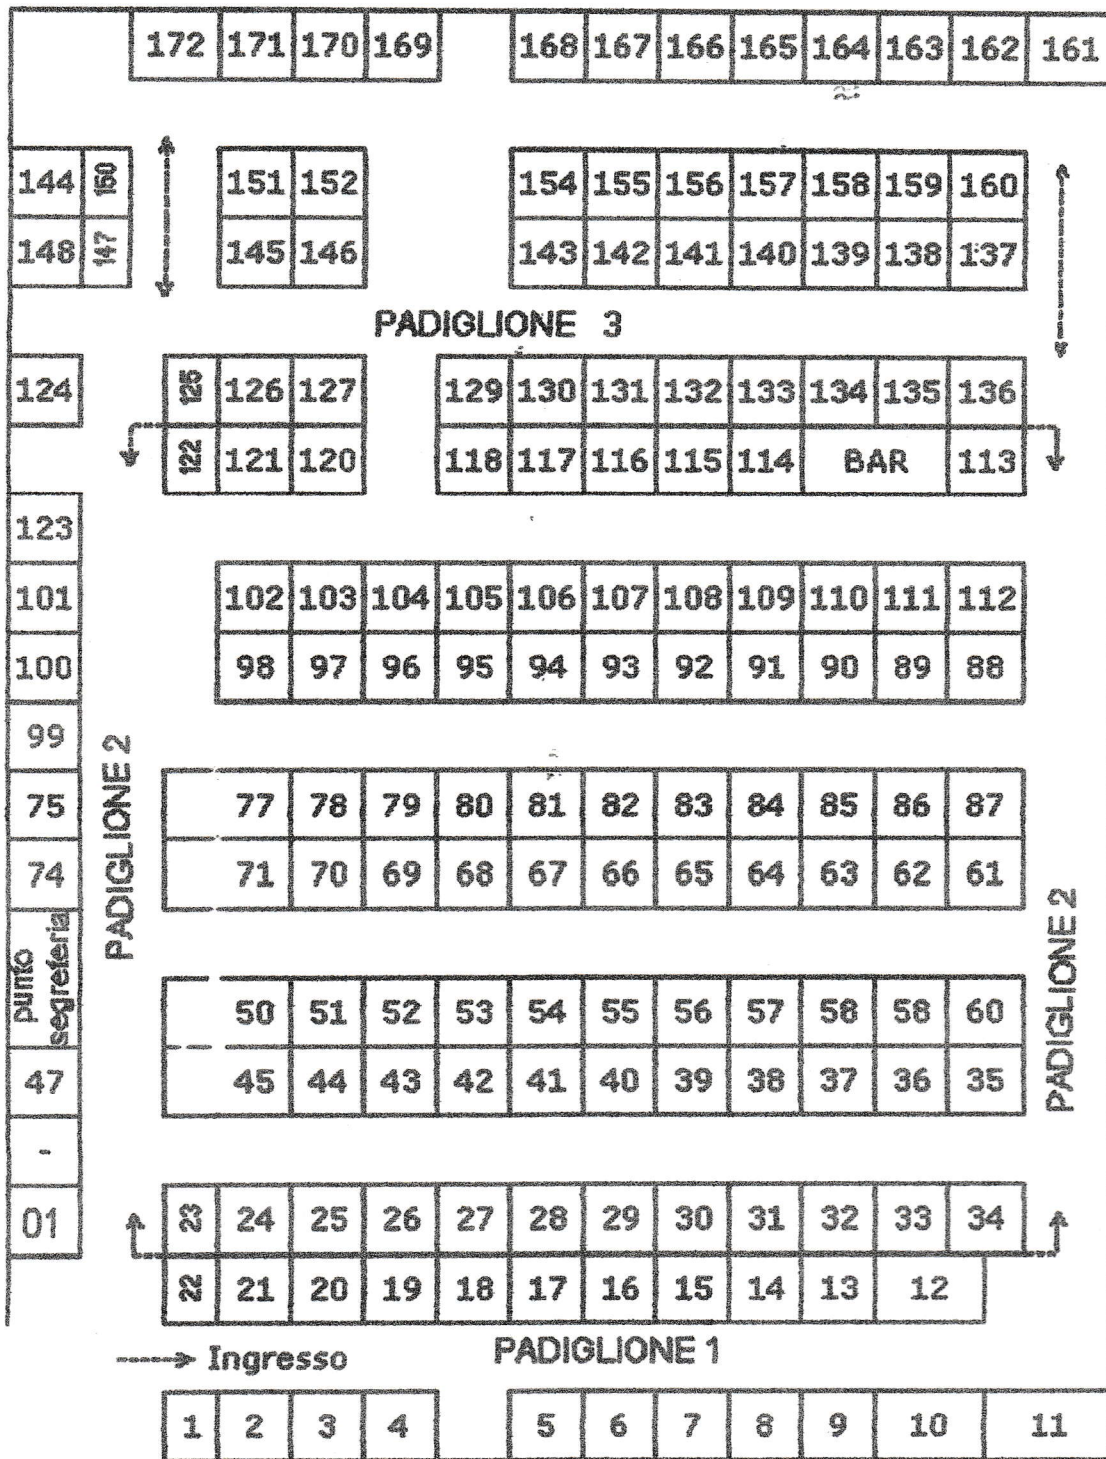 172 171 170 169 168 167 166 165 164 163 162 161
144 150 151 152 154 155 156 157 158 159 160
148 147 145 146 143 142 141 140 139 138 137
PADIGLIONE 3
124 125 126 127 129 130 131 132 133 134 135 136
122 121 120 118 117 116 115 114 BAR 113
123
101 102 103 104 105 106 107 108 109 110 111 112
100 98 97 96 95 94 93 92 91 90 89 88
99
PADIGLIONE 2
75 77 78 79 80 81 82 83 84 85 86 87
74 71 70 69 68 67 66 65 64 63 62 61
punto
segreteria
50 51 52 53 54 55 56 57 58 58 60
PADIGLIONE 2
47 45 44 43 42 41 40 39 38 37 36 35
-
01 23 24 25 26 27 28 29 30 31 32 33 34
22 21 20 19 18 17 16 15 14 13 12
Ingresso PADIGLIONE 1
1 2 3 4 5 6 7 8 9 10 11